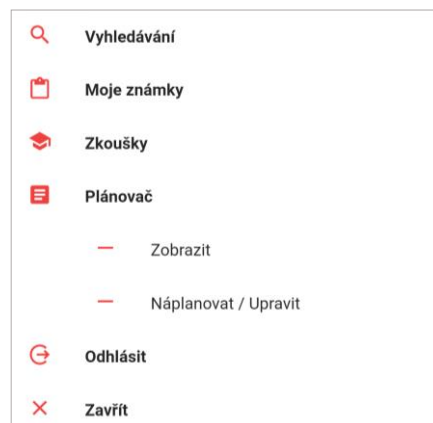 Vyhledávání
Moje známky
Zkoušky
Plánovač
Zobrazit
Náplanovat / Upravit
Odhlásit
Zavřít